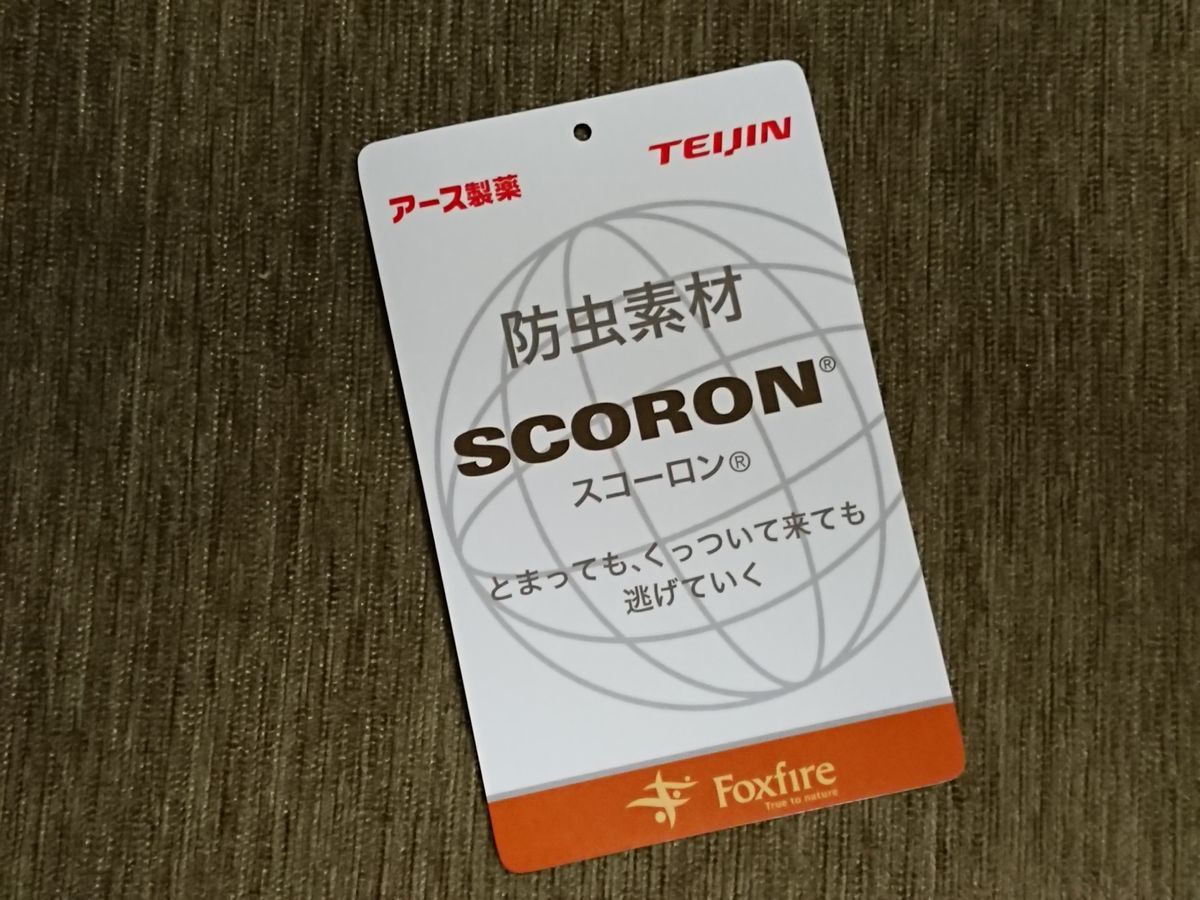 アース製薬
TEIJIN
防虫素材
SCORON®
スコーロン®
とまっても、くっついて来ても
逃げていく
Foxfire
True to nature